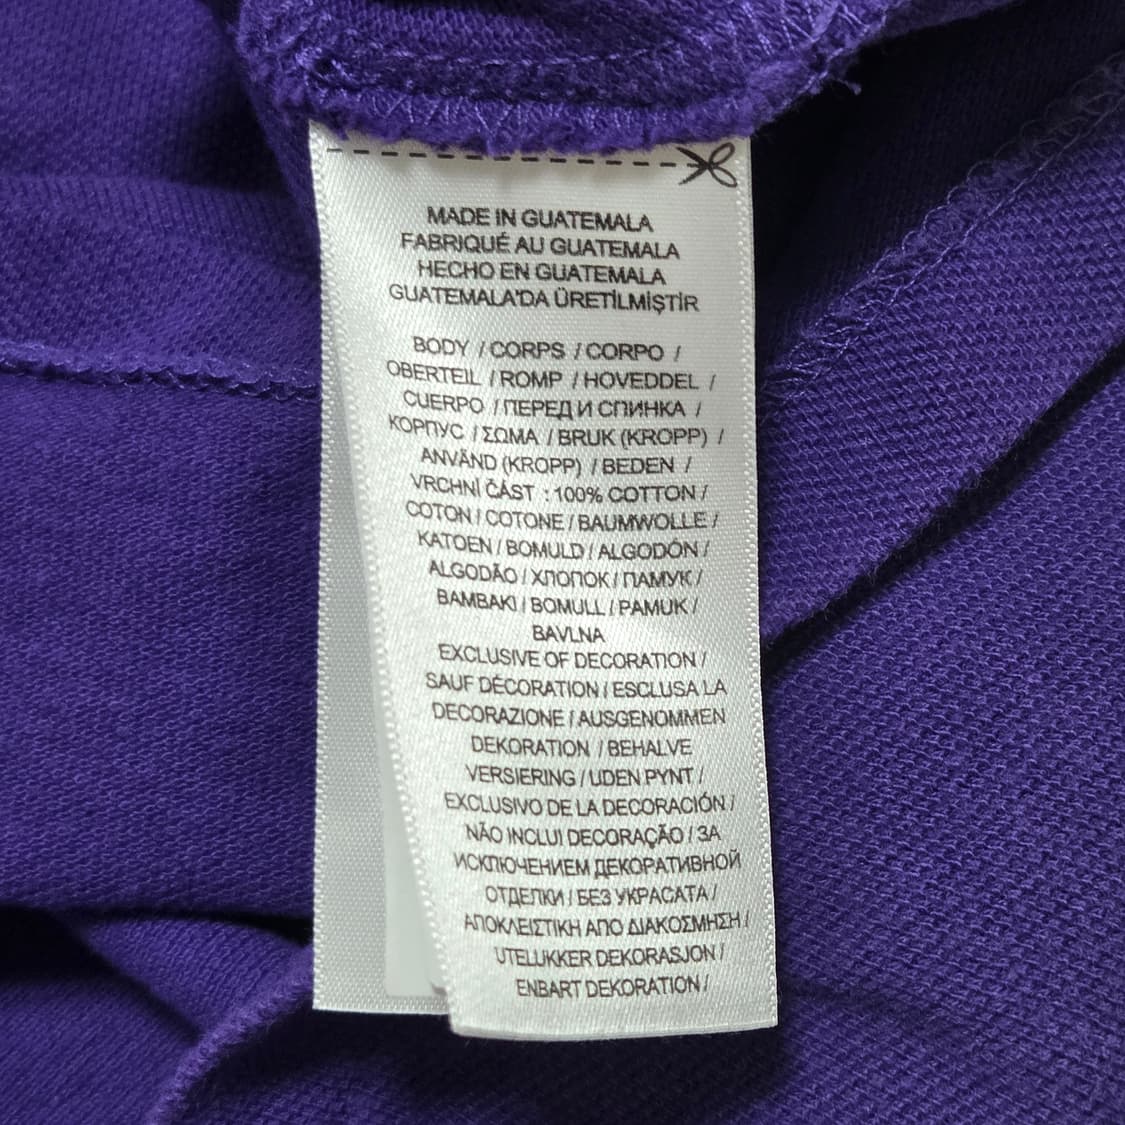 MADE IN GUATEMALA
FABRIQUÉ AU GUATEMALA
HECHO EN GUATEMALA
GUATEMALA'DA ÜRETİLMİŞTİR
BODY / CORPS / CORPO /
OBERTEIL / ROMP / HOVEDDEL /
CUERPO / ПЕРЕД И СПИНКА /
КОРПУС / ΣΩΜΑ / BRUK (KROPP) /
ANVÄND (KROPP) / BEDEN /
VRCHNÍ ČÁST : 100% COTTON /
COTON / COTONE / BAUMWOLLE /
KATOEN / BOMULD / ALGODÓN /
ALGODÃO / ХЛОПОК / ПАМУК /
ΒΑΜΒΑΚΙ / BOMULL / PAMUK /
BAVLNA
EXCLUSIVE OF DECORATION /
SAUF DÉCORATION / ESCLUSA LA
DECORAZIONE / AUSGENOMMEN
DEKORATION / BEHALVE
VERSIERING / UDEN PYNT /
EXCLUSIVO DE LA DECORACIÓN /
NÃO INCLUI DECORAÇÃO / ЗА
ИСКЛЮЧЕНИЕМ ДЕКОРАТИВНОЙ
ОТДЕЛКИ / БЕЗ УКРАСАТА /
ΑΠΟΚΛΕΙΣΤΙΚΗ ΑΠΟ ΔΙΑΚΟΣΜΗΣΗ /
UTELUKKER DEKORASJON /
ENBART DEKORATION /